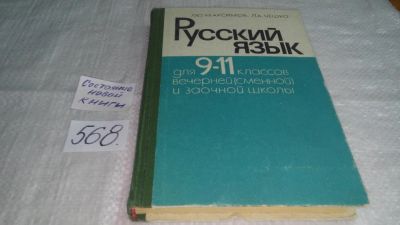 Л.Ю. МАКСИМОВ, Л.А. ЧЕШКО
РУССКИЙ
ЯЗЫК
для 9-11 классов
вечерней (сменной)
и заочной школы
Состояние
новой
книги
568.